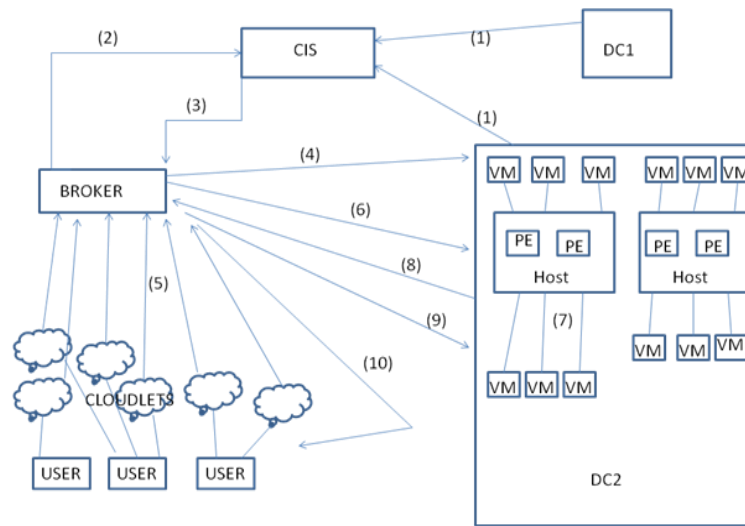 (2)
CIS
(1)
DC1
(3)
(1)
(4)
VM VM VM VM VM VM
BROKER
(6)
PE PE PE PE
(8)
Host Host
(5)
(9)
(7)
(10)
VM VM VM
VM VM VM
CLOUDLETS
USER USER USER
DC2